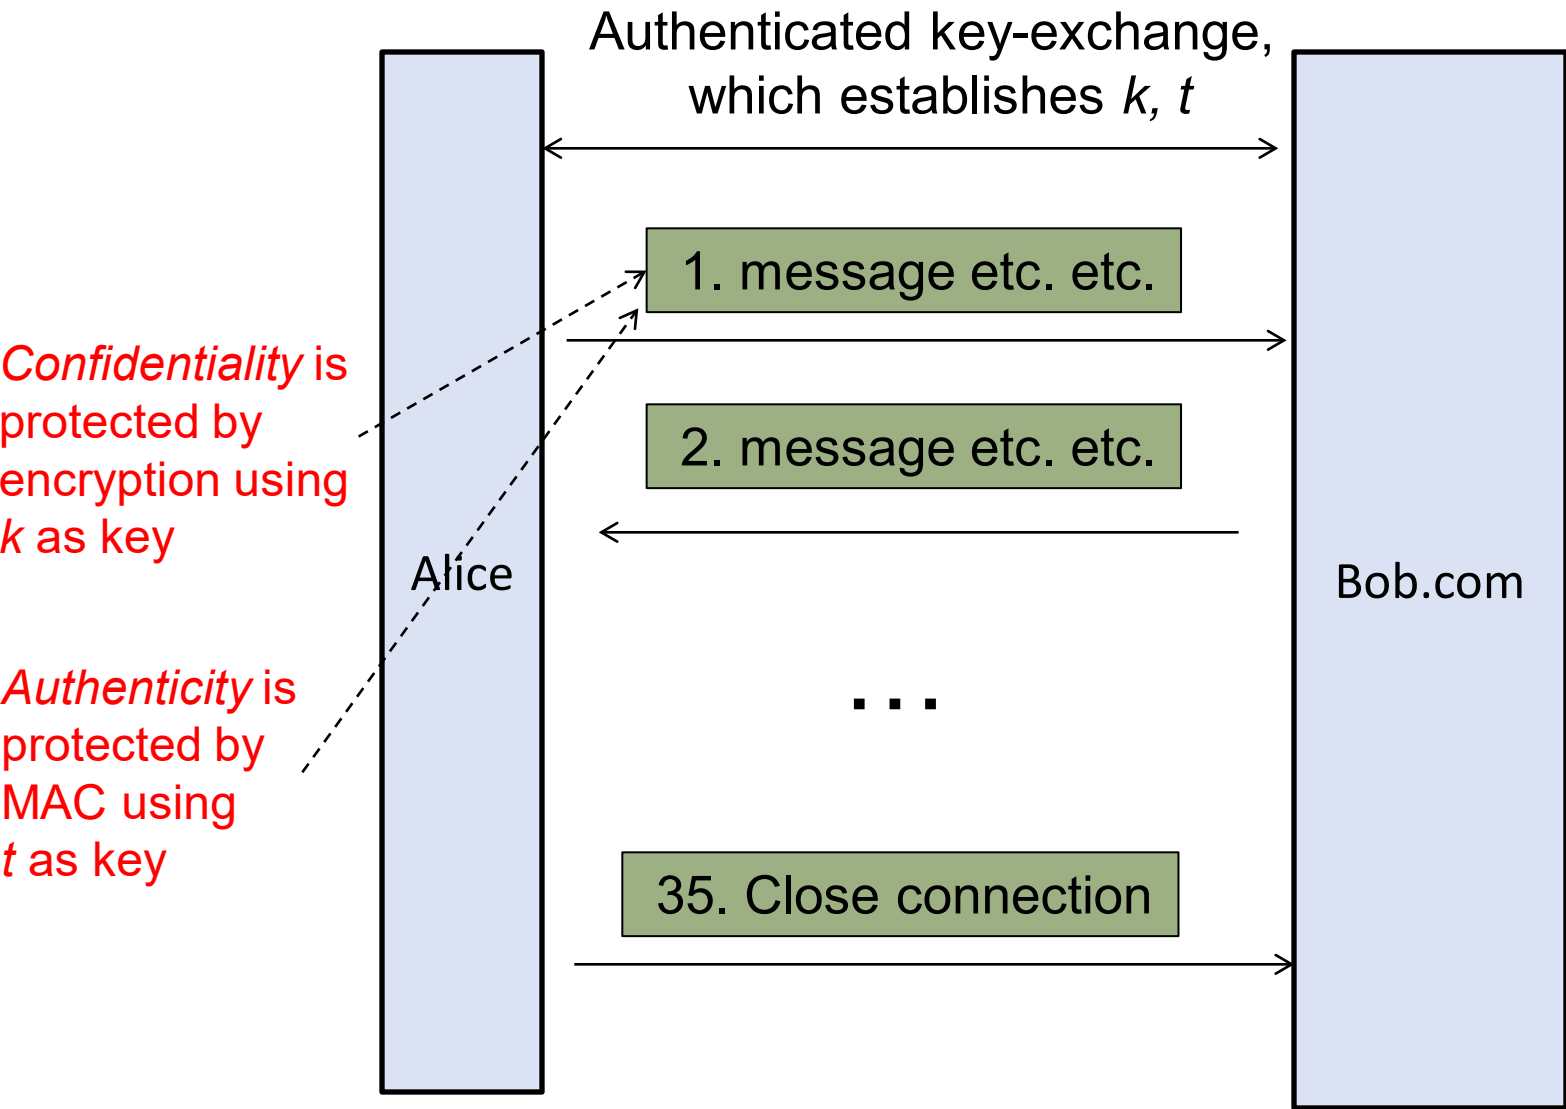 Authenticated key-exchange,
which establishes k, t
1. message etc. etc.
Confidentiality is
protected by
encryption using
k as key
2. message etc. etc.
Alice
Bob.com
Authenticity is
protected by
MAC using
t as key
...
35. Close connection